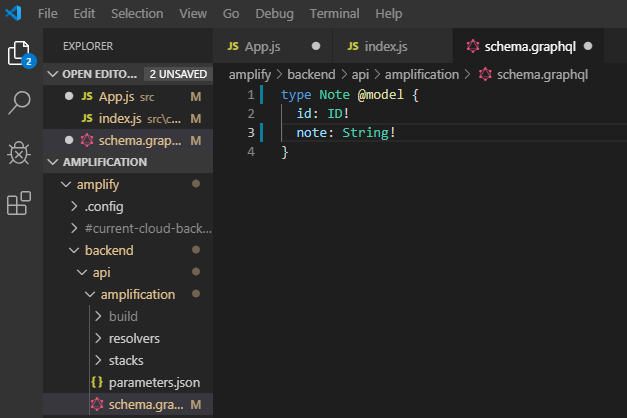 File Edit Selection View Go Debug Terminal Help
2
EXPLORER
OPEN EDITO... 2 UNSAVED
JS App.js src M
JS index.js src\c... M
schema.grap... M
AMPLIFICATION
amplify
.config
#current-cloud-back...
backend
api
amplification
build
resolvers
stacks
{} parameters.json
schema.gra... M
JS App.js JS index.js schema.graphql
amplify > backend > api > amplification > schema.graphql
1 type Note @model {
2 id: ID!
3 note: String!
4 }